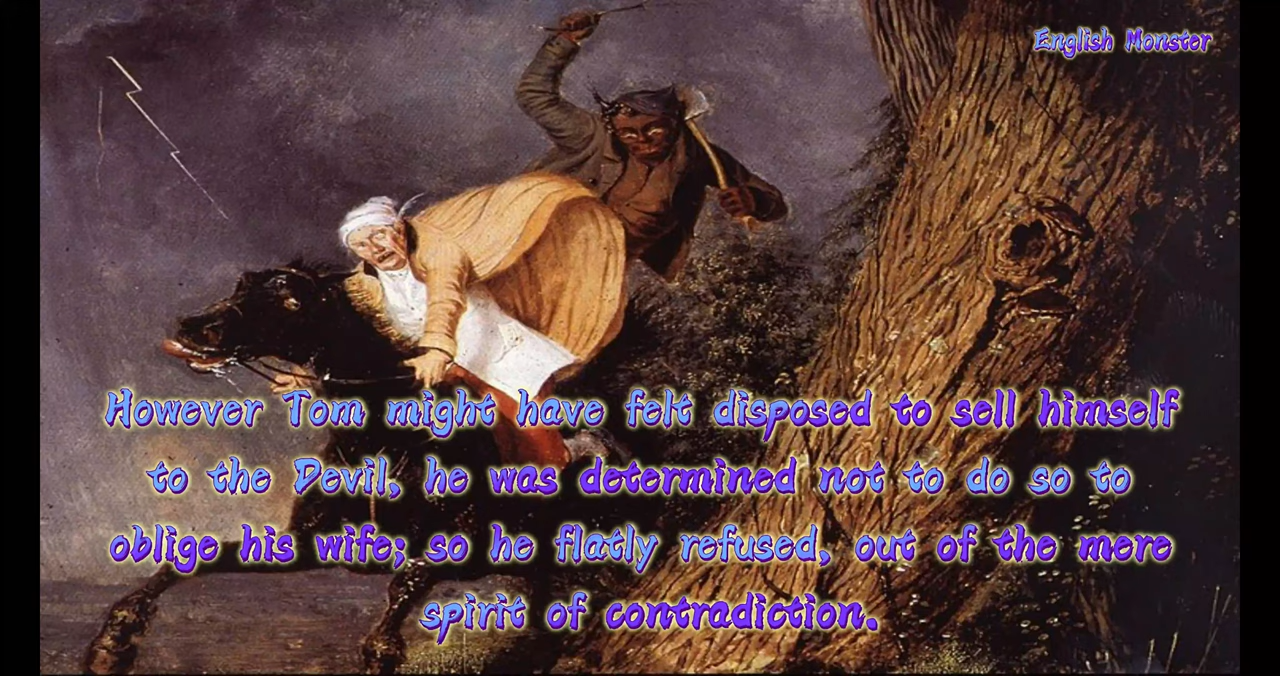 English Monster
However Tom might have felt disposed to sell himself
to the Devil, he was determined not to do so to
oblige his wife; so he flatly refused, out of the mere
spirit of contradiction.